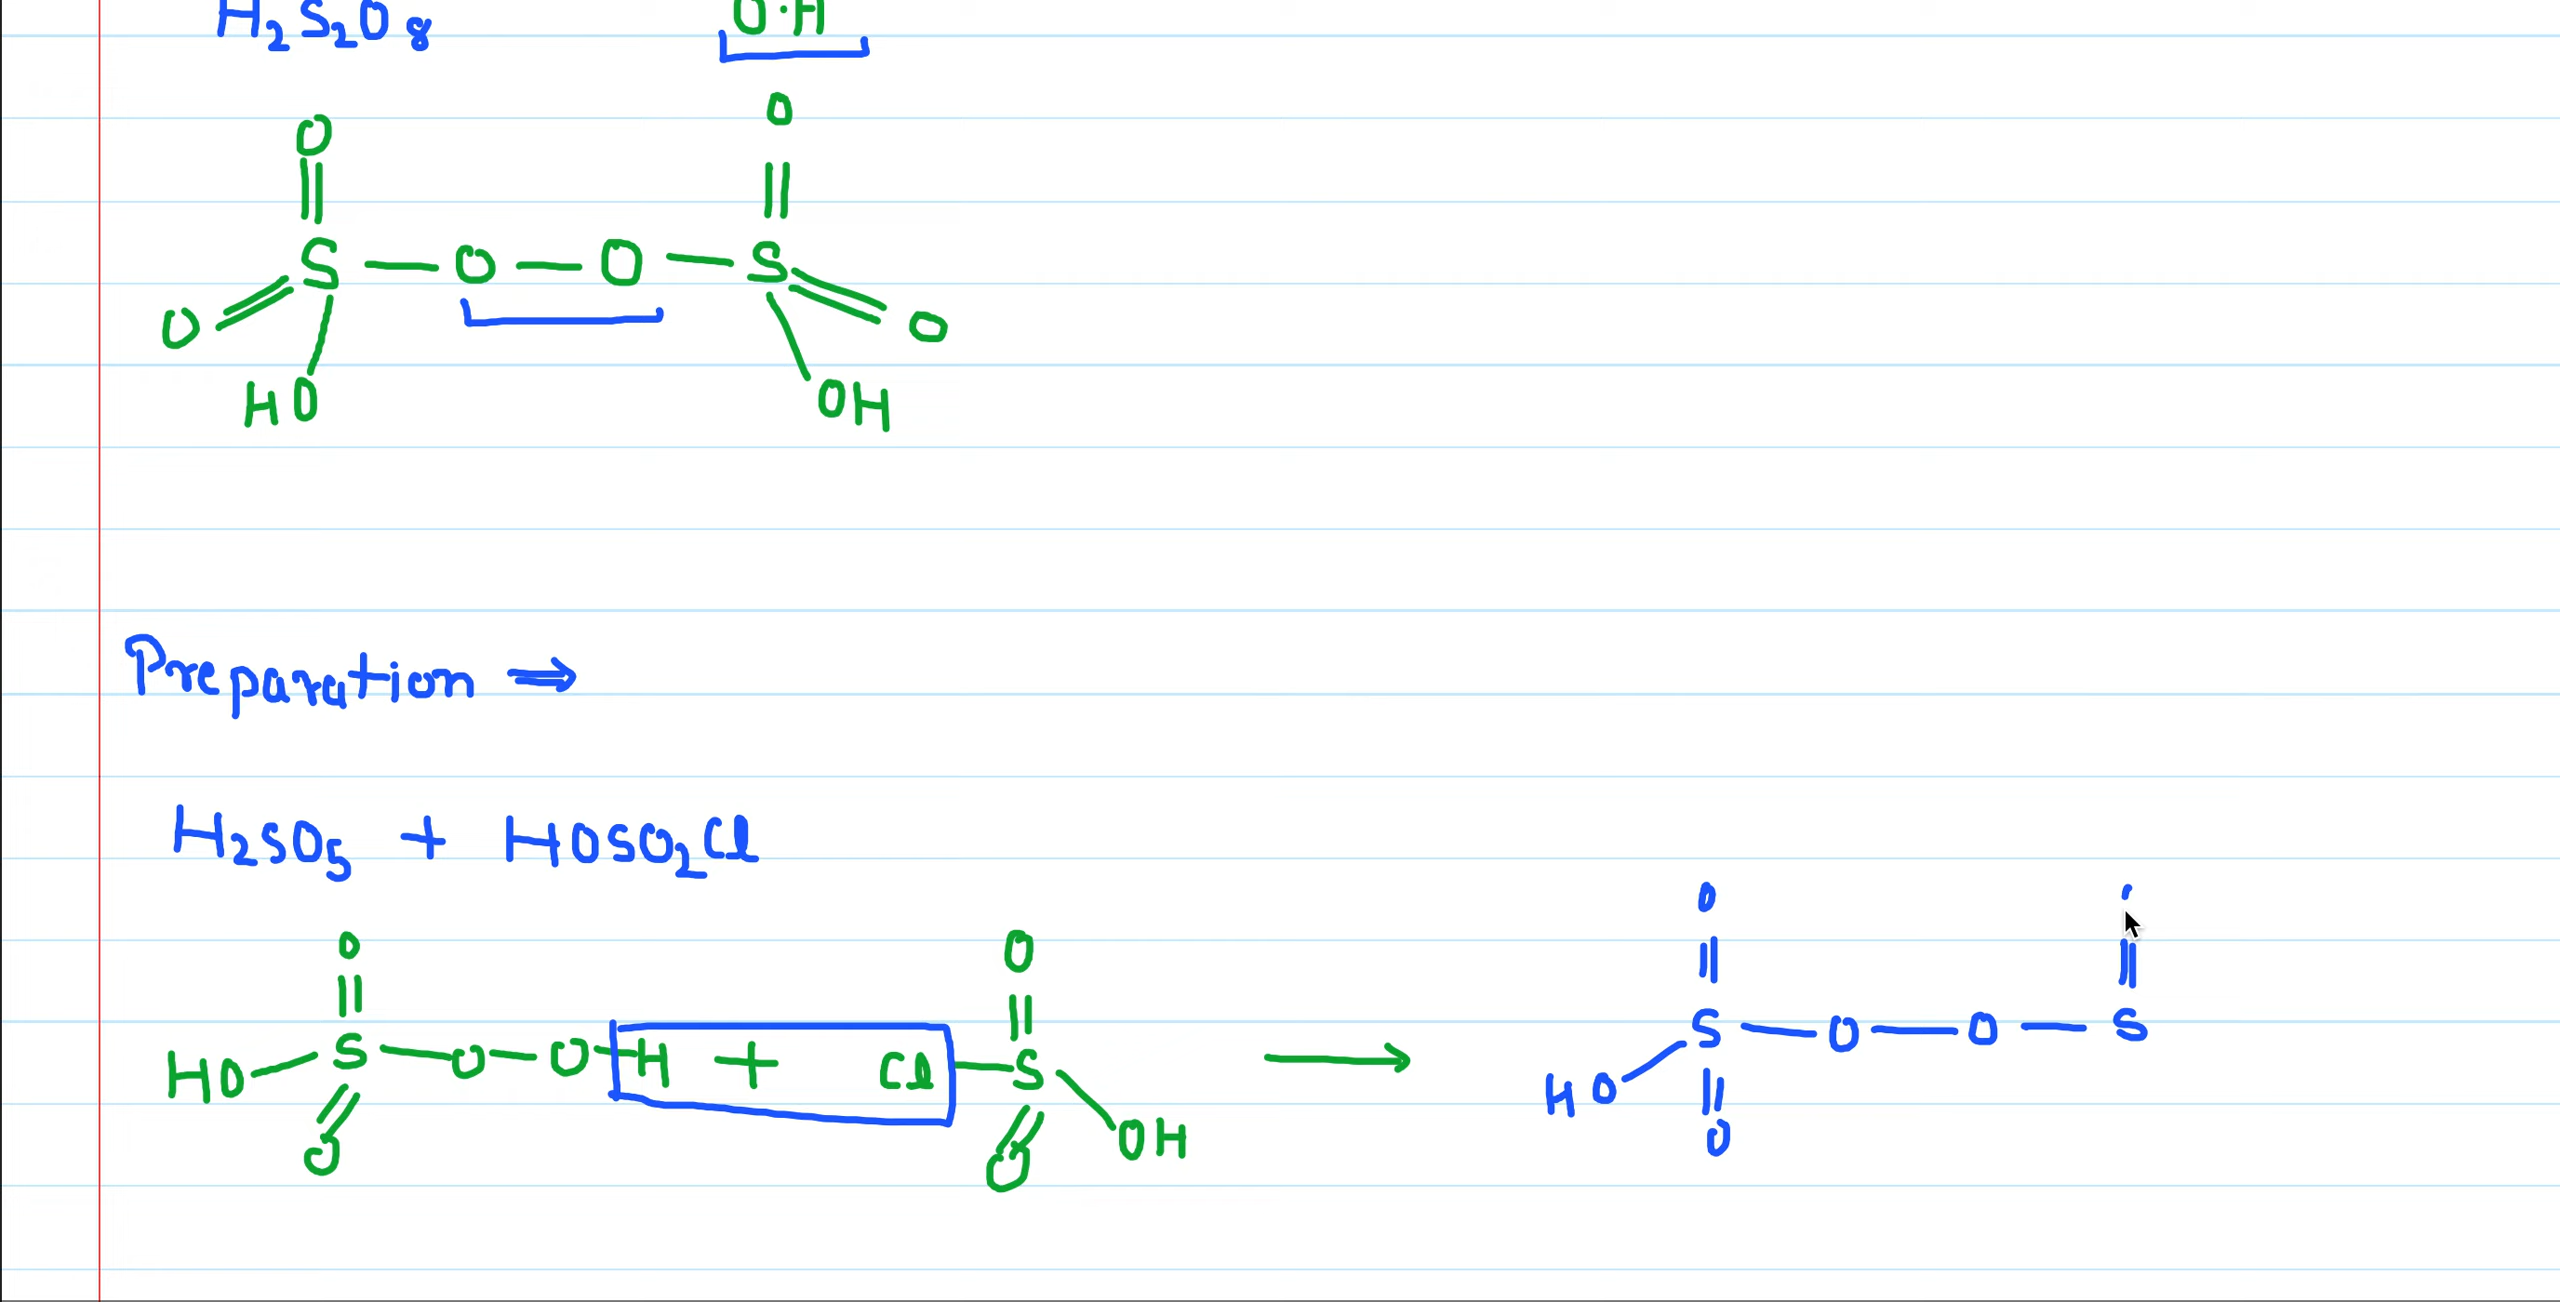 H2S2O8 O·H
O O
S — O — O — S
O O
HO OH
Preparation ⇒
H2SO5 + HOSO2Cl
O O O
HO S — O — O — H + Cl — S OH → HO S — O — O — S
O O O